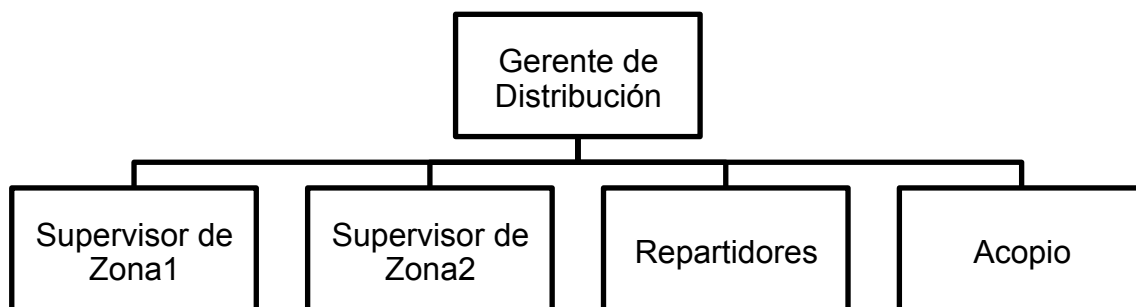 Gerente de
Distribución
Supervisor de
Zona1
Supervisor de
Zona2
Repartidores
Acopio